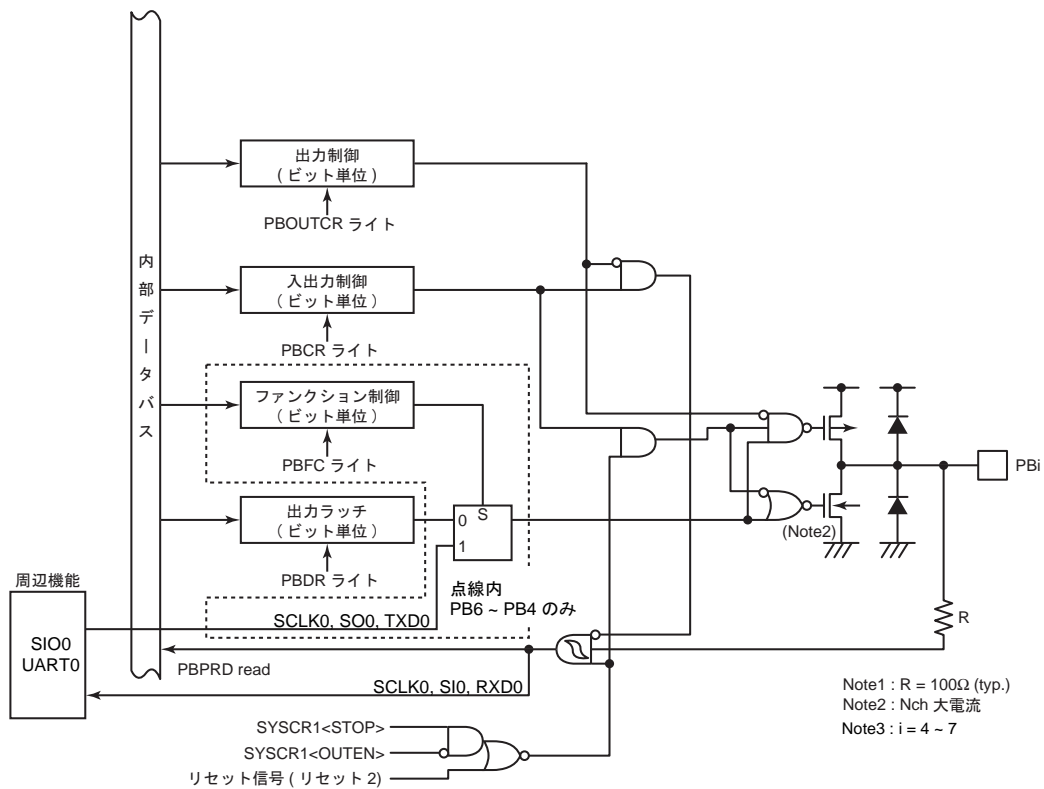 出力制御
( ビット単位 )
PBOUTCR ライト
内部データバス
入出力制御
( ビット単位 )
PBCR ライト
ファンクション制御
( ビット単位 )
PBFC ライト
PBi
出力ラッチ
( ビット単位 )
PBDR ライト
0
S
1
(Note2)
周辺機能
SIO0
UART0
点線内
PB6 ~ PB4 のみ
SCLK0, SO0, TXD0
R
PBPRD read
SCLK0, SI0, RXD0
Note1 : R = 100Ω (typ.)
Note2 : Nch 大電流
Note3 : i = 4 ~ 7
SYSCR1<STOP>
SYSCR1<OUTEN>
リセット信号 ( リセット 2)